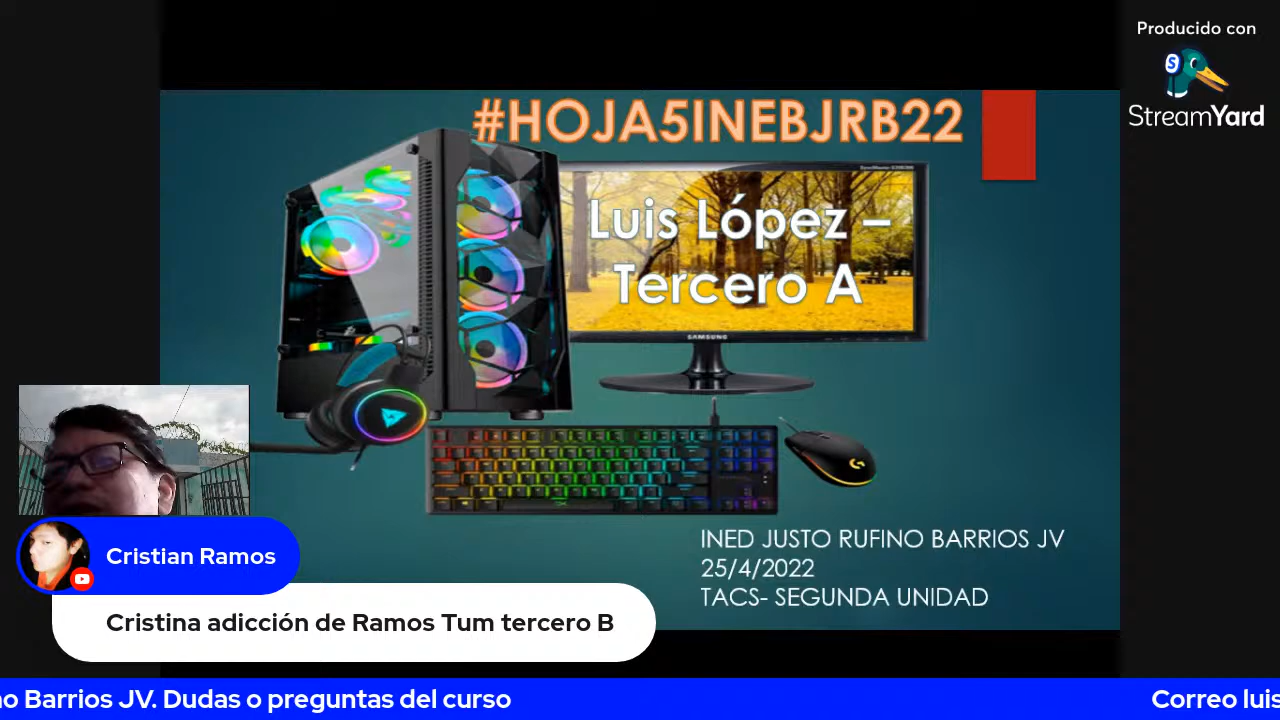 Producido con
StreamYard
#HOJA5INEBJRB22
Luis López –
Tercero A
SAMSUNG
INED JUSTO RUFINO BARRIOS JV
25/4/2022
TACS- SEGUNDA UNIDAD
Cristian Ramos
Cristina adicción de Ramos Tum tercero B
no Barrios JV. Dudas o preguntas del curso
Correo luis